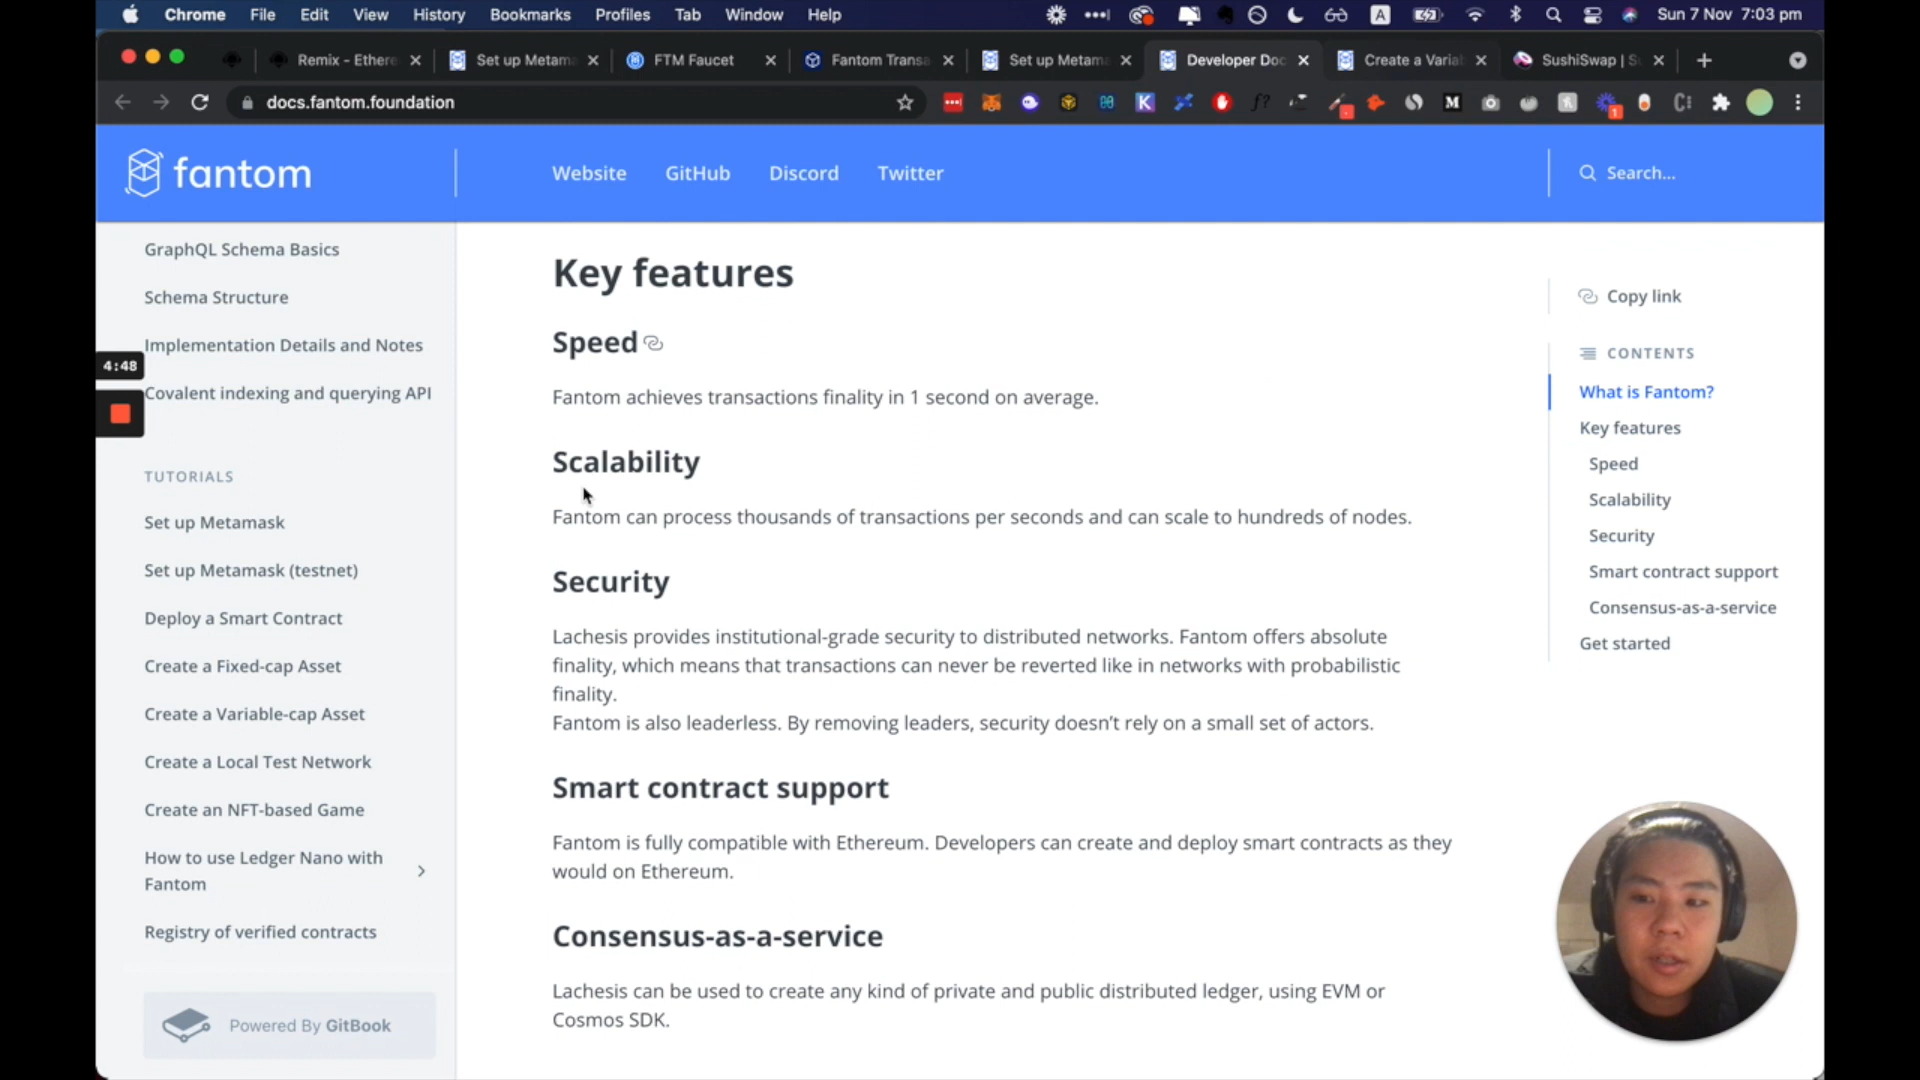 Chrome File Edit View History Bookmarks Profiles Tab Window Help
A
Sun 7 Nov 7:03 pm
Remix - Ethere
Set up Metam
FTM Faucet
Fantom Transa
Set up Metama
Developer Doc
Create a Varia
SushiSwap | S
docs.fantom.foundation
K
f?
M
1
fantom
Website GitHub Discord Twitter
Search...
GraphQL Schema Basics
Schema Structure
Implementation Details and Notes
Covalent indexing and querying API
4:48
TUTORIALS
Set up Metamask
Set up Metamask (testnet)
Deploy a Smart Contract
Create a Fixed-cap Asset
Create a Variable-cap Asset
Create a Local Test Network
Create an NFT-based Game
How to use Ledger Nano with
Fantom
Registry of verified contracts
Powered By GitBook
Key features
Speed
Fantom achieves transactions finality in 1 second on average.
Scalability
Fantom can process thousands of transactions per seconds and can scale to hundreds of nodes.
Security
Lachesis provides institutional-grade security to distributed networks. Fantom offers absolute
finality, which means that transactions can never be reverted like in networks with probabilistic
finality.
Fantom is also leaderless. By removing leaders, security doesn't rely on a small set of actors.
Smart contract support
Fantom is fully compatible with Ethereum. Developers can create and deploy smart contracts as they
would on Ethereum.
Consensus-as-a-service
Lachesis can be used to create any kind of private and public distributed ledger, using EVM or
Cosmos SDK.
Copy link
CONTENTS
What is Fantom?
Key features
Speed
Scalability
Security
Smart contract support
Consensus-as-a-service
Get started